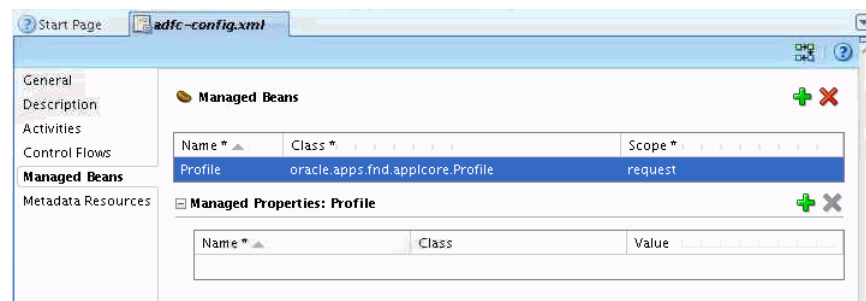 Start Page adfc-config.xml
General
Description
Activities
Control Flows
Managed Beans
Metadata Resources
Managed Beans
Name * Class * Scope *
Profile oracle.apps.fnd.applcore.Profile request
Managed Properties: Profile
Name * Class Value